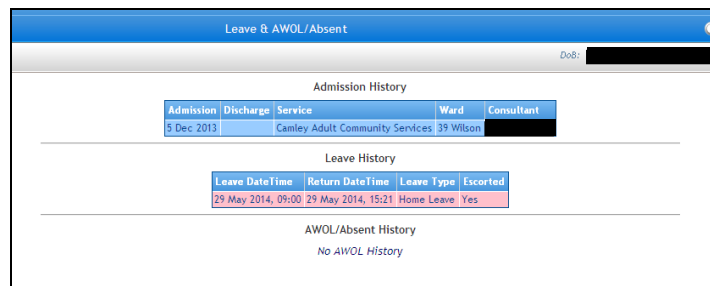 Leave & AWOL/Absent
DoB:
Admission History
Admission Discharge Service Ward Consultant
5 Dec 2013 Camley Adult Community Services 39 Wilson
Leave History
Leave DateTime Return DateTime Leave Type Escorted
29 May 2014, 09:00 29 May 2014, 15:21 Home Leave Yes
AWOL/Absent History
No AWOL History